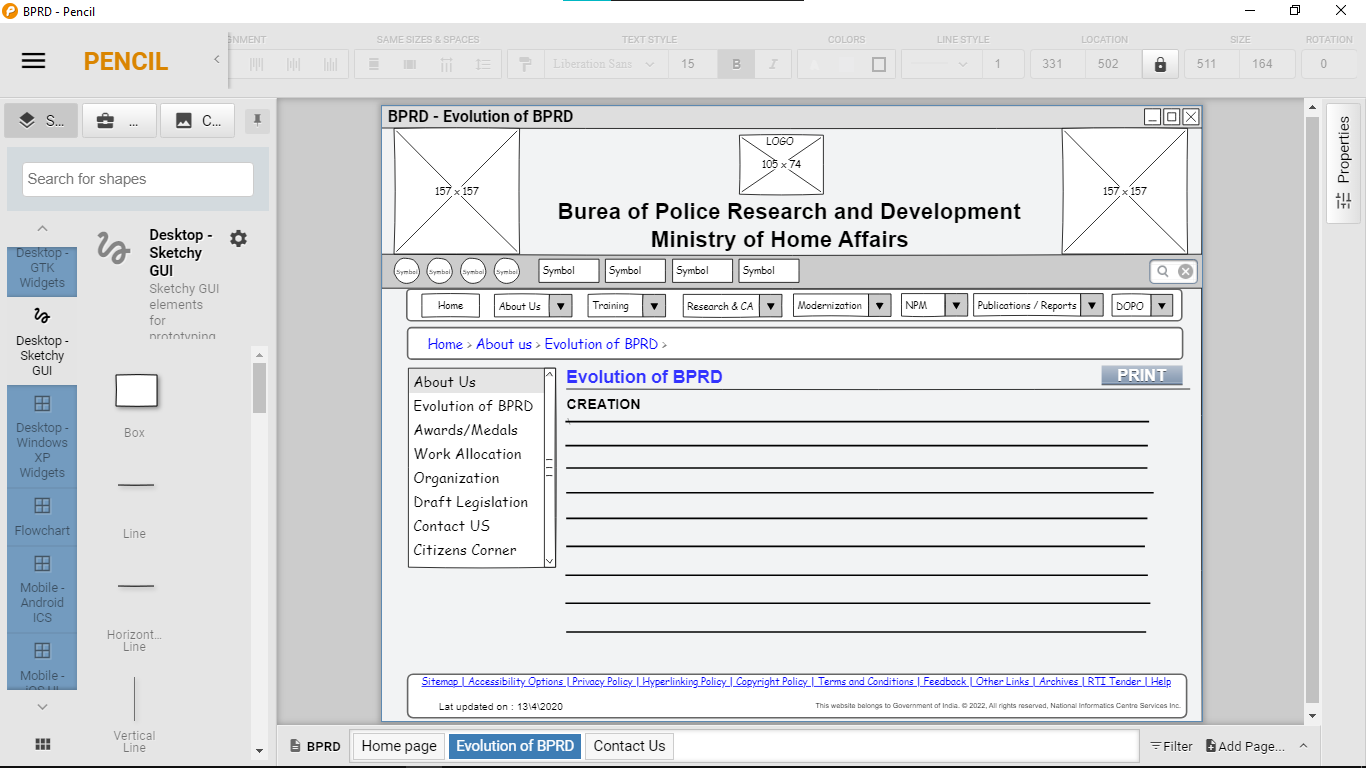 BPRD - Pencil
PENCIL
NMENT
SAME SIZES & SPACES
TEXT STYLE
COLORS
LINE STYLE
LOCATION
SIZE
ROTATION
Liberation Sans
15
B
I
1
331
502
511
164
0
S...
...
C...
Search for shapes
Desktop - GTK Widgets
Desktop - Sketchy GUI
Desktop - Windows XP Widgets
Flowchart
Mobile - Android ICS
Mobile - iOS UI
Desktop - Sketchy GUI
Sketchy GUI elements for prototyping
Box
Line
Horizont... Line
Vertical Line
BPRD - Evolution of BPRD
157 x 157
LOGO
105 x 74
157 x 157
Burea of Police Research and Development
Ministry of Home Affairs
Symbol Symbol Symbol Symbol Symbol Symbol Symbol Symbol
Home About Us Training Research & CA Modernization NPM Publications / Reports DOPO
Home > About us > Evolution of BPRD >
About Us
Evolution of BPRD
Awards/Medals
Work Allocation
Organization
Draft Legislation
Contact US
Citizens Corner
Evolution of BPRD
PRINT
CREATION
Sitemap | Accessibility Options | Privacy Policy | Hyperlinking Policy | Copyright Policy | Terms and Conditions | Feedback | Other Links | Archives | RTI Tender | Help
Lat updated on : 13\4\2020
This website belongs to Government of India. © 2022, All rights reserved, National Informatics Centre Services Inc.
Properties
BPRD
Home page
Evolution of BPRD
Contact Us
Filter
Add Page...